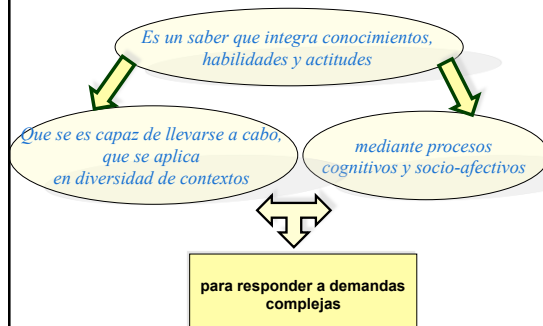 Es un saber que integra conocimientos,
habilidades y actitudes
Que se es capaz de llevarse a cabo,
que se aplica
en diversidad de contextos
mediante procesos
cognitivos y socio-afectivos
para responder a demandas
complejas